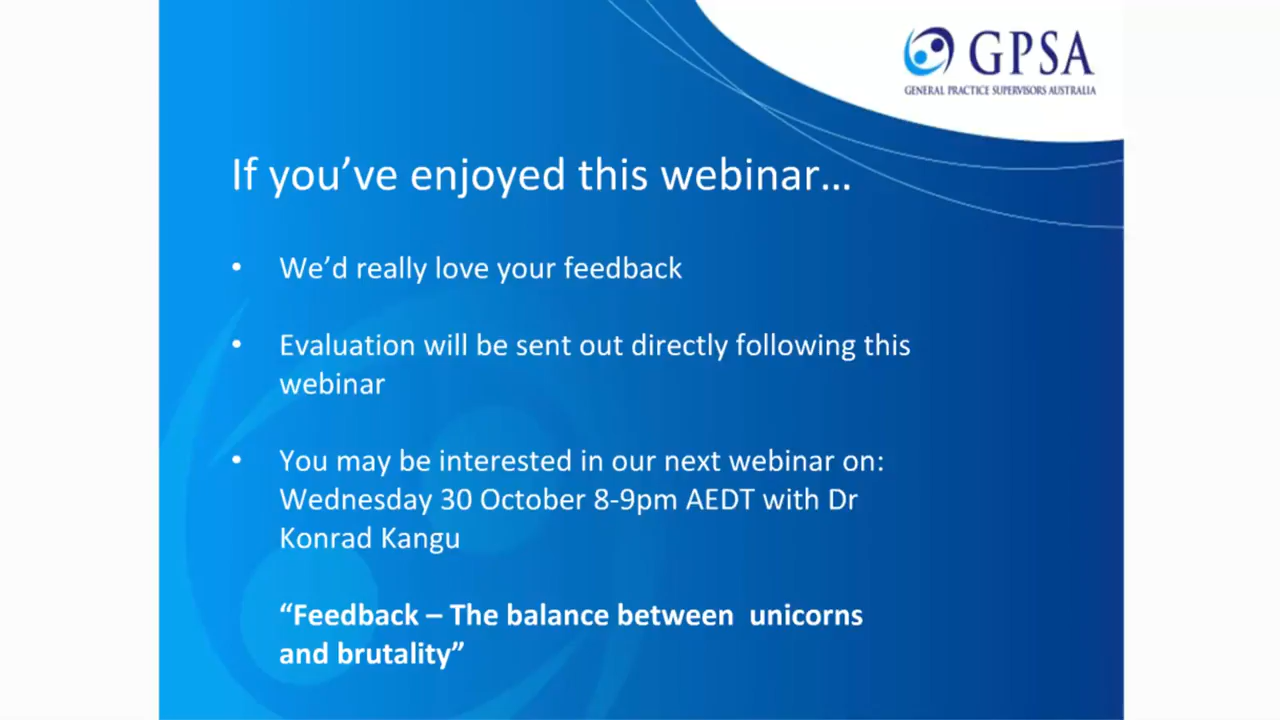 GPSA
GENERAL PRACTICE SUPERVISORS AUSTRALIA
If you’ve enjoyed this webinar…
• We’d really love your feedback
• Evaluation will be sent out directly following this
webinar
• You may be interested in our next webinar on:
Wednesday 30 October 8-9pm AEDT with Dr
Konrad Kangu
“Feedback – The balance between  unicorns
and brutality”